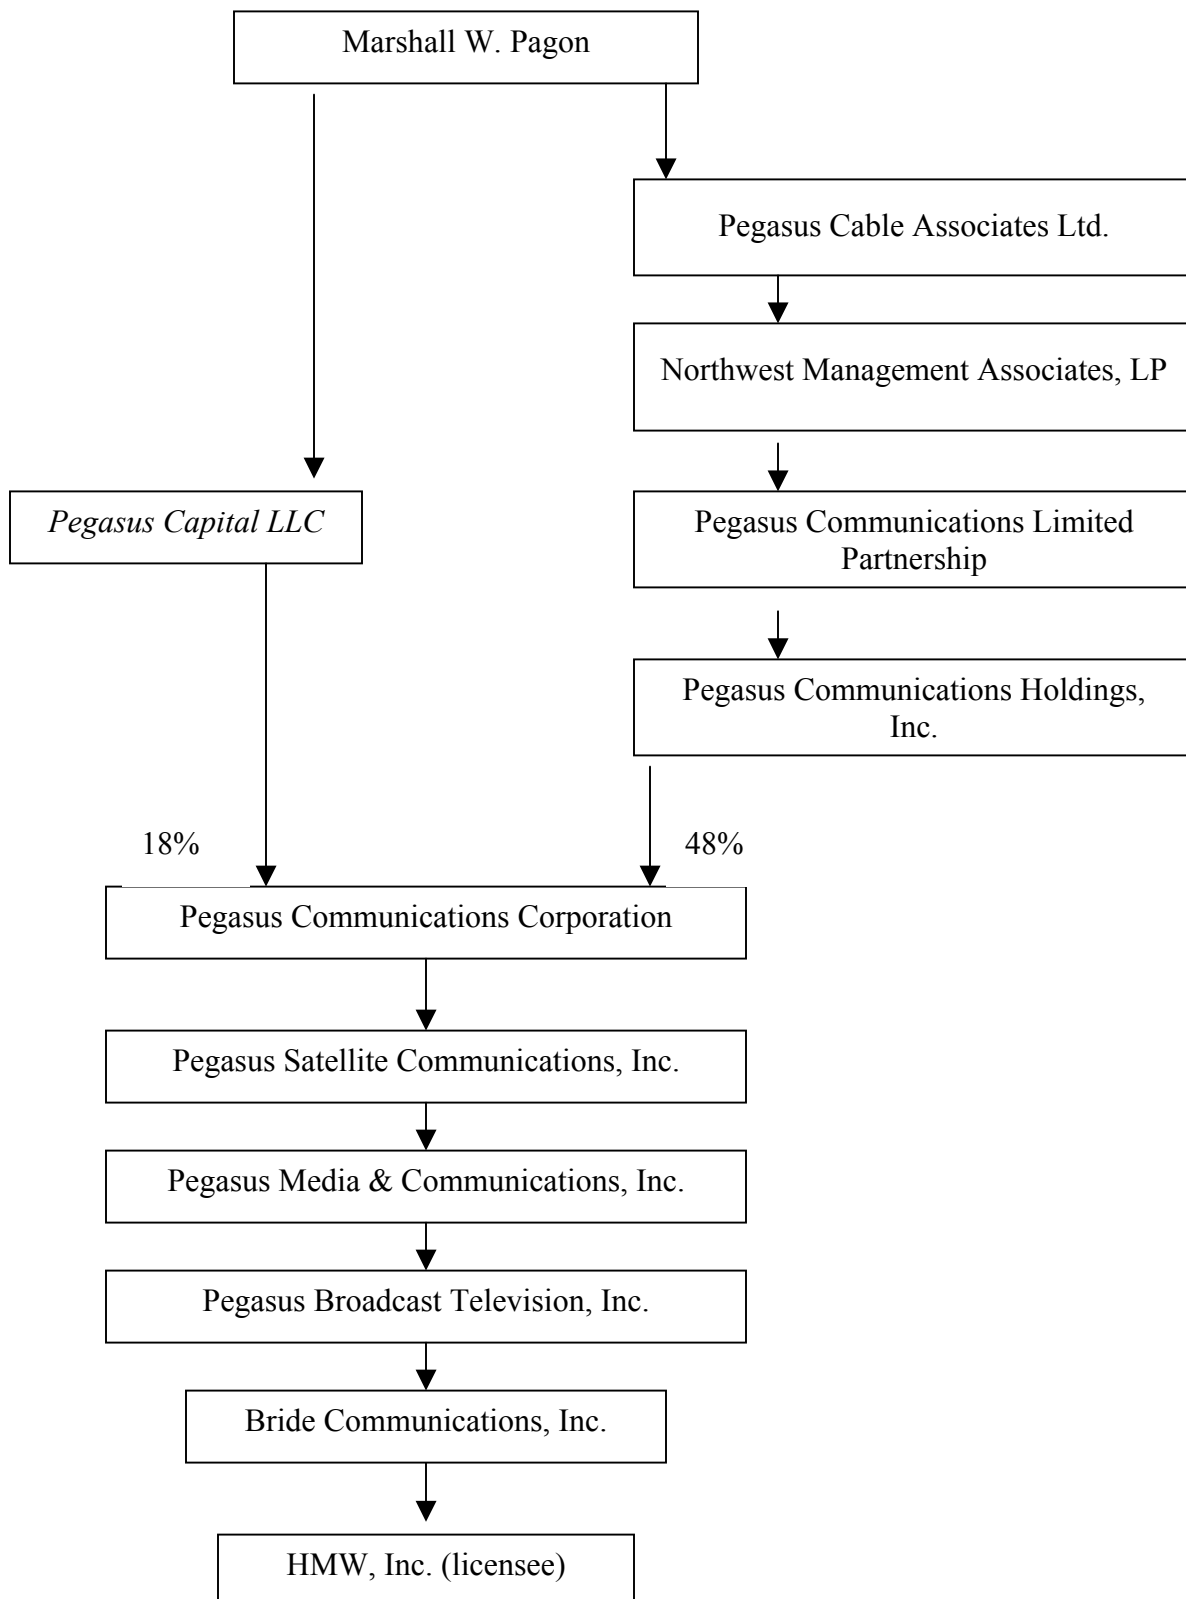 Marshall W. Pagon
Pegasus Cable Associates Ltd.
Northwest Management Associates, LP
Pegasus Capital LLC
Pegasus Communications Limited
Partnership
Pegasus Communications Holdings,
Inc.
18%
48%
Pegasus Communications Corporation
Pegasus Satellite Communications, Inc.
Pegasus Media & Communications, Inc.
Pegasus Broadcast Television, Inc.
Bride Communications, Inc.
HMW, Inc. (licensee)